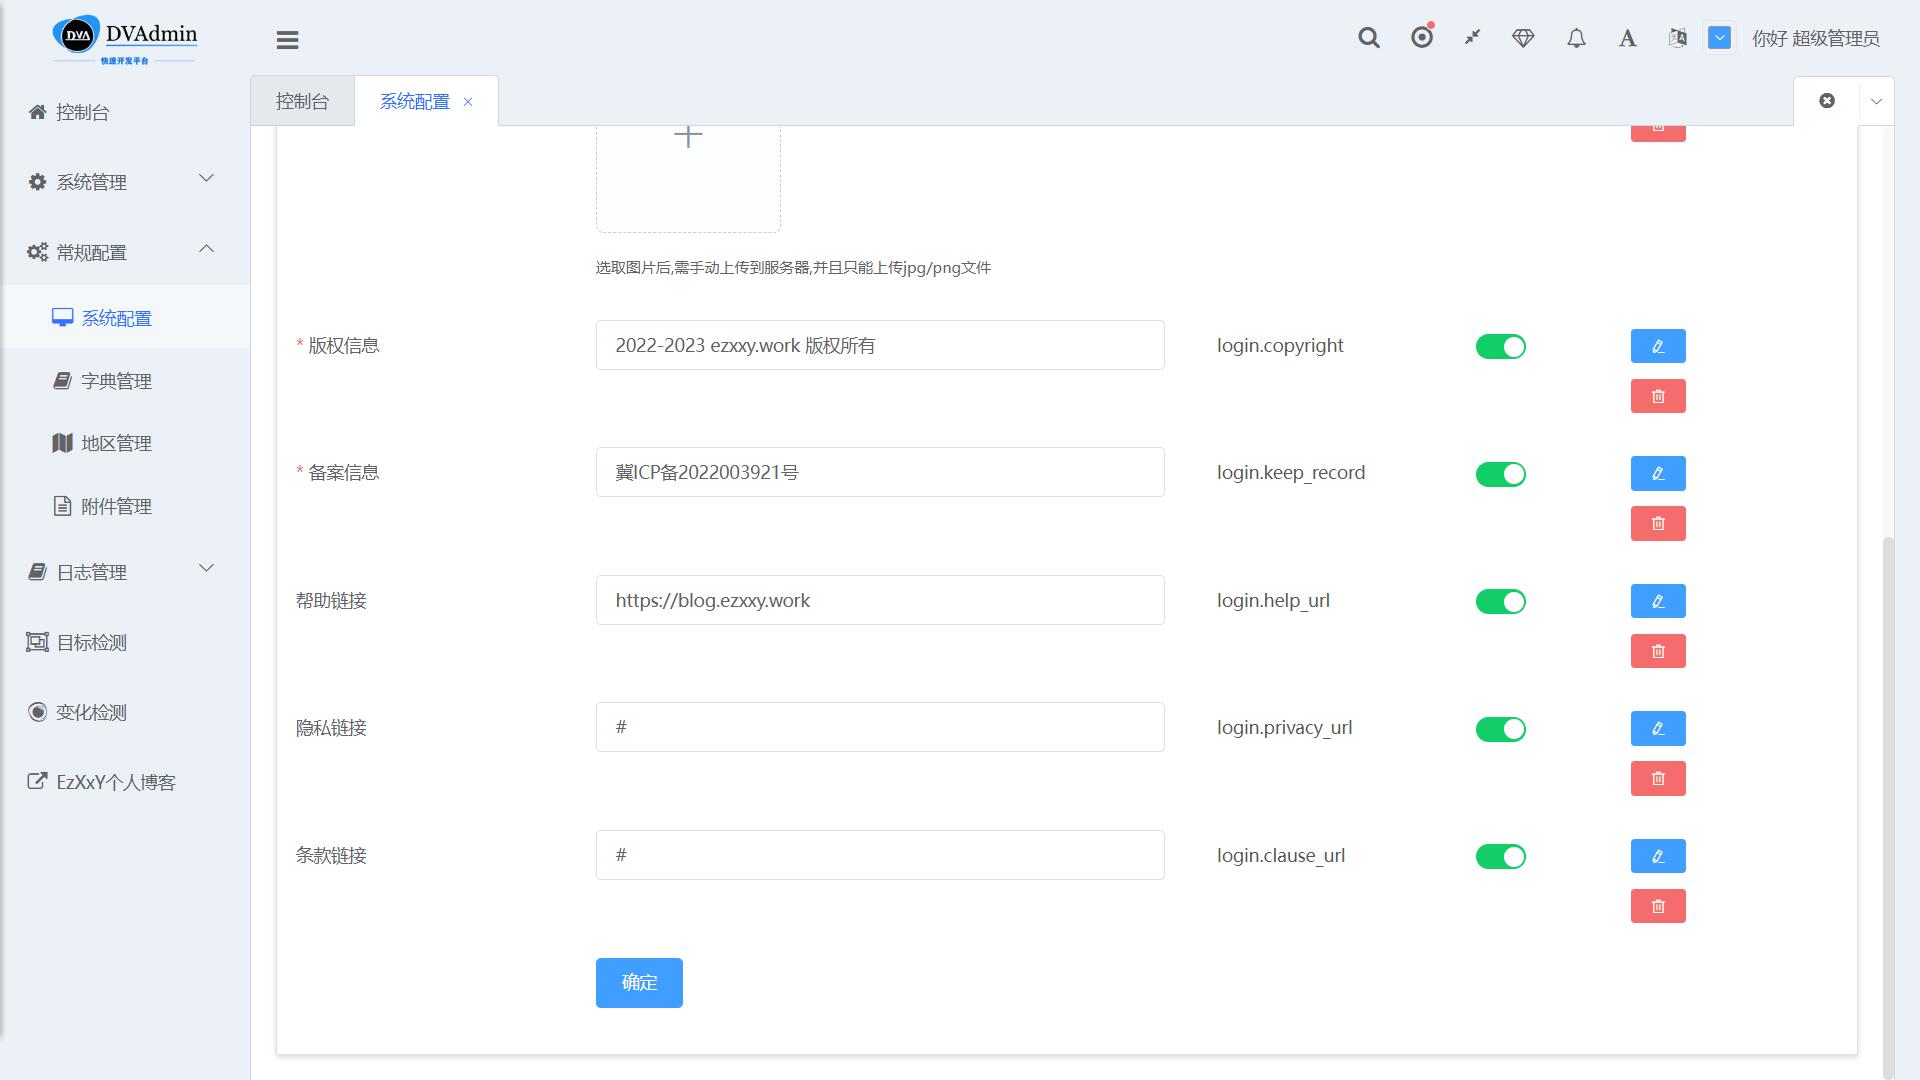 DVA DVAdmin
快速开发平台
你好 超级管理员
控制台
系统配置
控制台
系统管理
常规配置
系统配置
字典管理
地区管理
附件管理
日志管理
目标检测
变化检测
EzXxY个人博客
选取图片后,需手动上传到服务器,并且只能上传jpg/png文件
* 版权信息 2022-2023 ezxxy.work 版权所有 login.copyright
* 备案信息 冀ICP备2022003921号 login.keep_record
帮助链接 https://blog.ezxxy.work login.help_url
隐私链接 # login.privacy_url
条款链接 # login.clause_url
确定